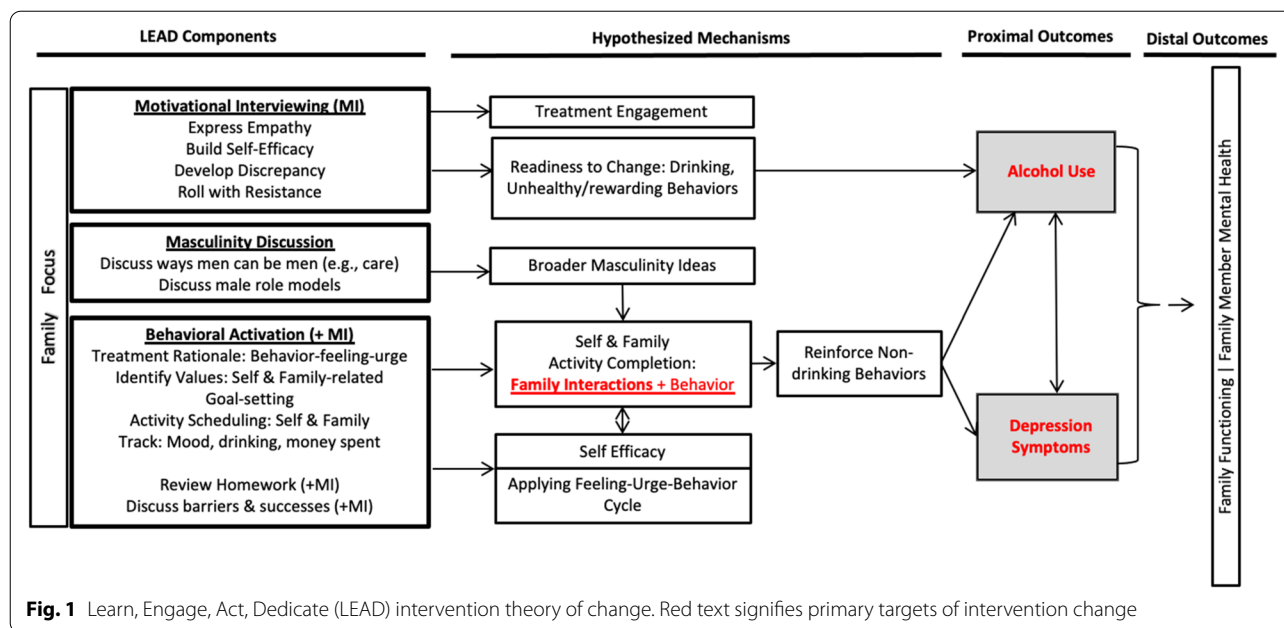 LEAD Components
Hypothesized Mechanisms
Proximal Outcomes
Distal Outcomes
Family Focus
Motivational Interviewing (MI)
Express Empathy
Build Self-Efficacy
Develop Discrepancy
Roll with Resistance
Masculinity Discussion
Discuss ways men can be men (e.g., care)
Discuss male role models
Behavioral Activation (+ MI)
Treatment Rationale: Behavior-feeling-urge
Identify Values: Self & Family-related
Goal-setting
Activity Scheduling: Self & Family
Track: Mood, drinking, money spent
Review Homework (+MI)
Discuss barriers & successes (+MI)
Treatment Engagement
Readiness to Change: Drinking,
Unhealthy/rewarding Behaviors
Broader Masculinity Ideas
Self & Family
Activity Completion:
Family Interactions + Behavior
Self Efficacy
Applying Feeling-Urge-Behavior
Cycle
Reinforce Non-
drinking Behaviors
Alcohol Use
Depression
Symptoms
Family Functioning | Family Member Mental Health
Fig. 1 Learn, Engage, Act, Dedicate (LEAD) intervention theory of change. Red text signifies primary targets of intervention change